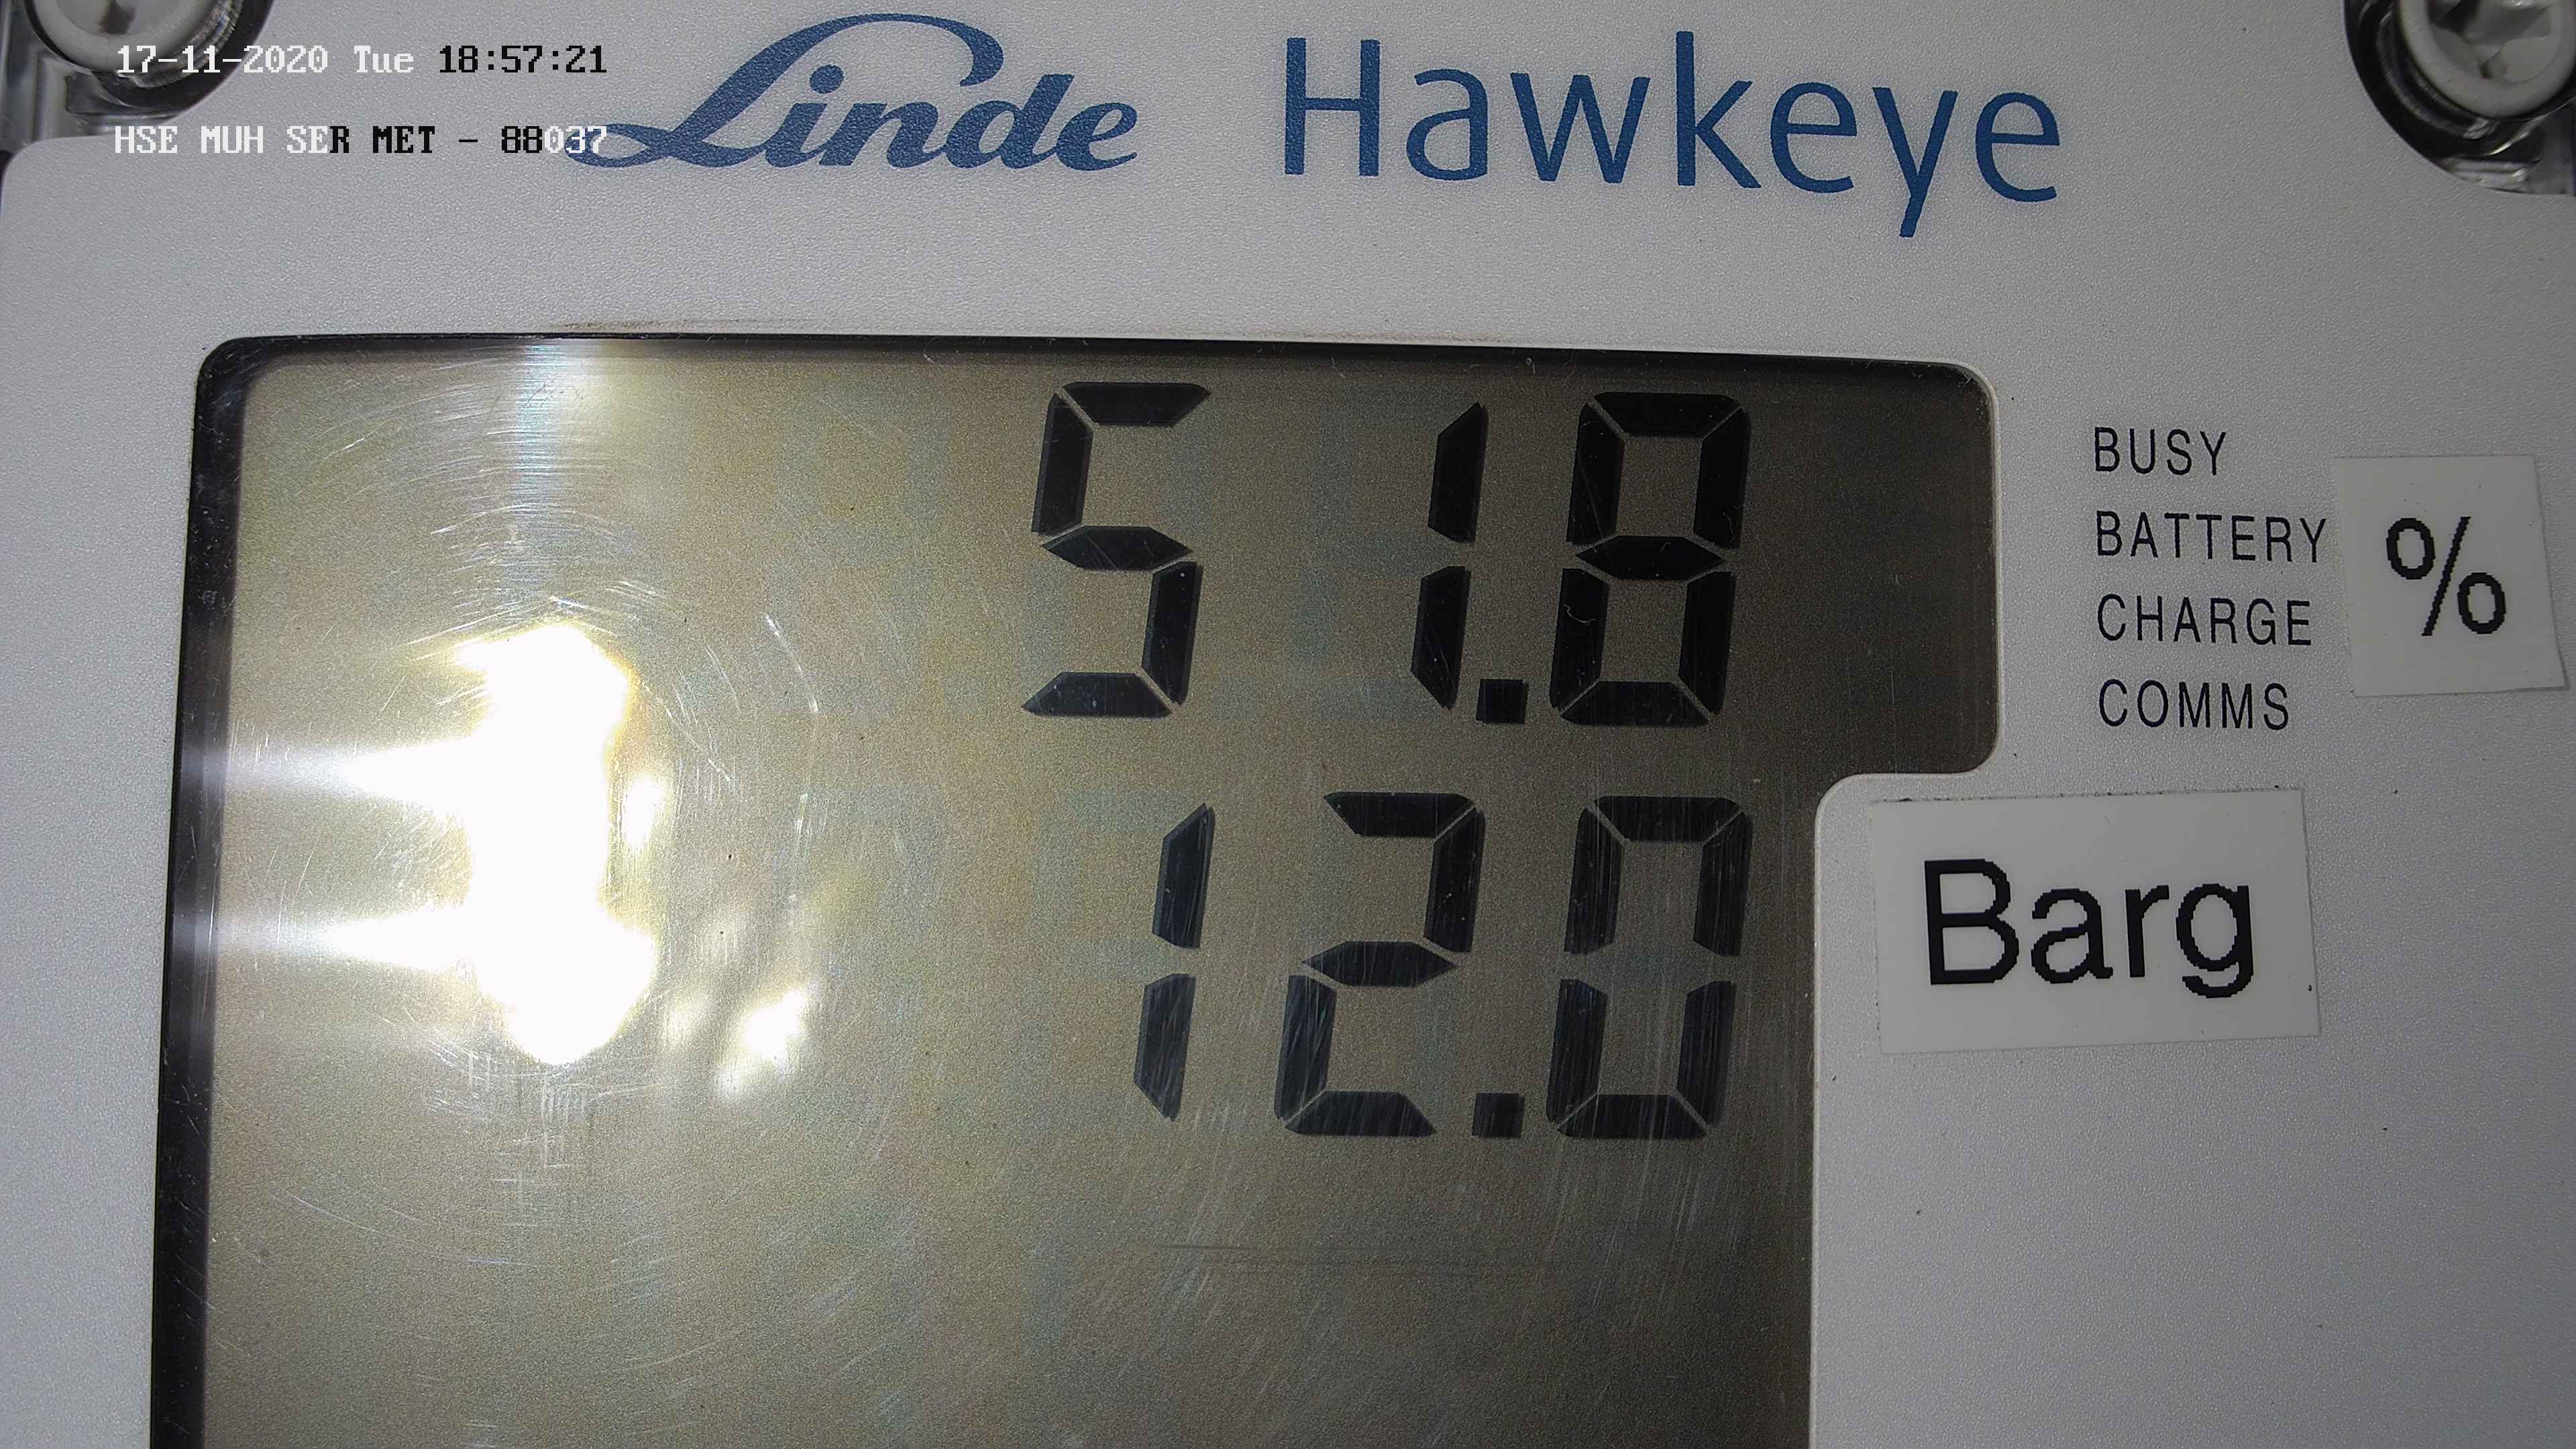 17-11-2020 Tue 18:57:21
HSE MUH SER MET - 88037
Linde Hawkeye
51.8
BUSY
BATTERY
CHARGE
COMMS
%
12.0
Barg